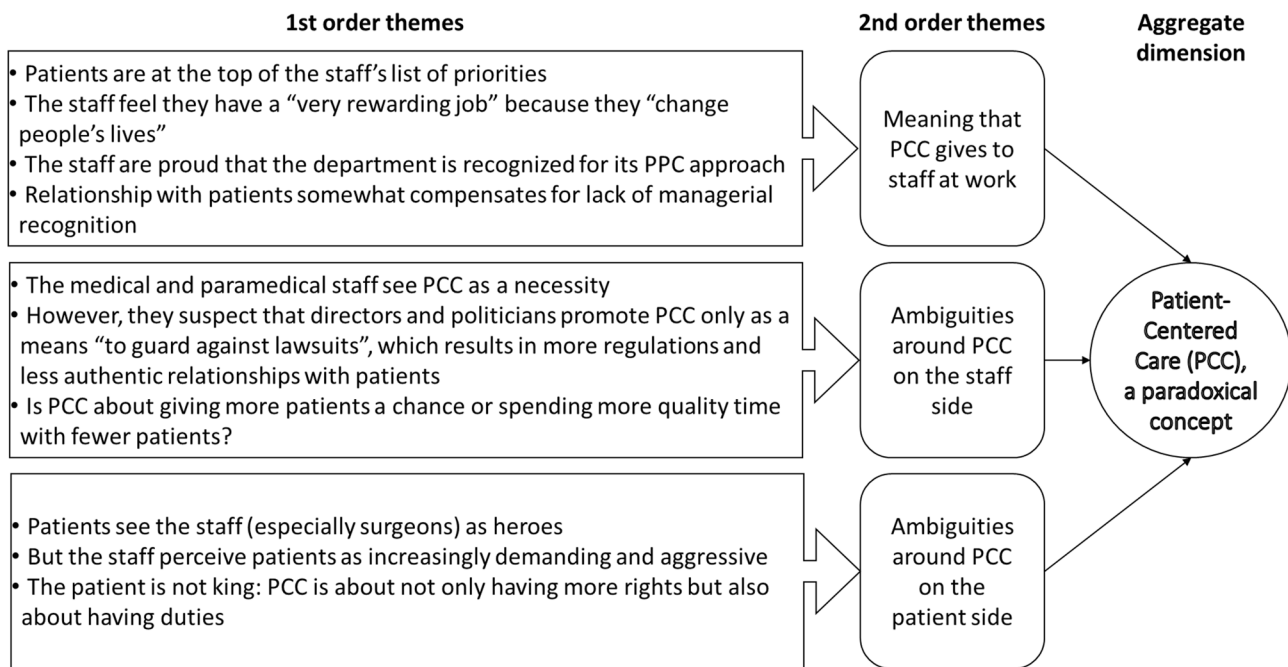 1st order themes
2nd order themes
Aggregate
dimension
• Patients are at the top of the staff's list of priorities
• The staff feel they have a "very rewarding job" because they "change
people's lives"
• The staff are proud that the department is recognized for its PPC approach
• Relationship with patients somewhat compensates for lack of managerial
recognition
Meaning that
PCC gives to
staff at work
• The medical and paramedical staff see PCC as a necessity
• However, they suspect that directors and politicians promote PCC only as a
means "to guard against lawsuits", which results in more regulations and
less authentic relationships with patients
• Is PCC about giving more patients a chance or spending more quality time
with fewer patients?
Ambiguities
around PCC
on the staff
side
Patient-
Centered
Care (PCC),
a paradoxical
concept
• Patients see the staff (especially surgeons) as heroes
• But the staff perceive patients as increasingly demanding and aggressive
• The patient is not king: PCC is about not only having more rights but also
about having duties
Ambiguities
around PCC
on the
patient side